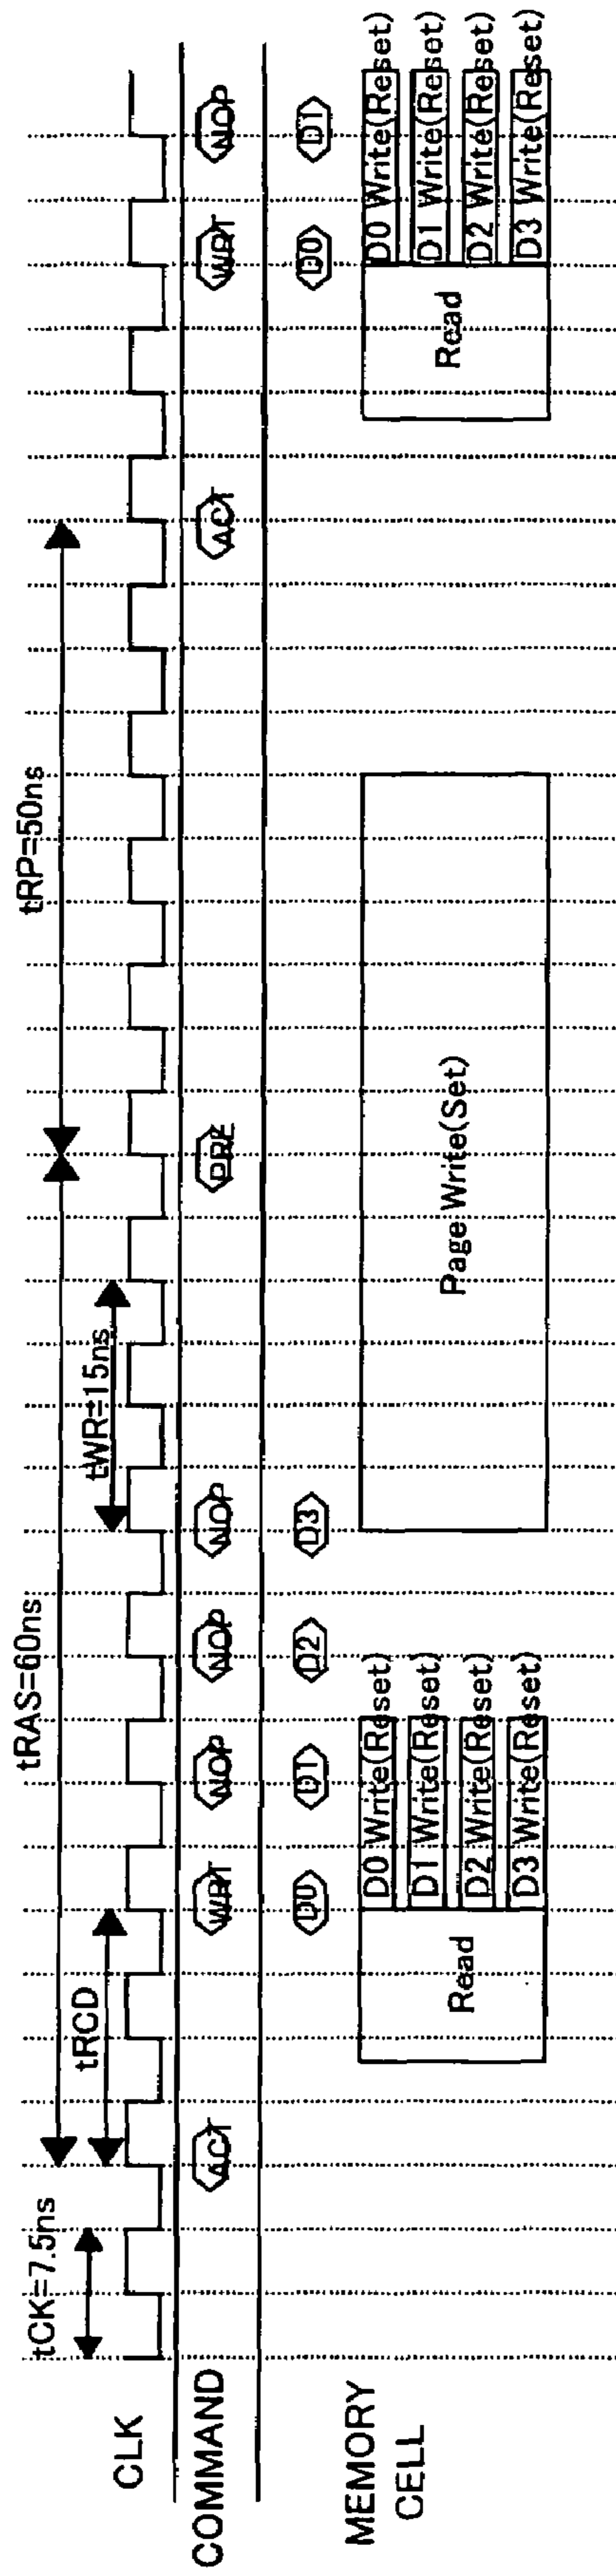 tCK=7.5ns
tRAS=60ns
tRP=50ns
tRCD
tWR=15ns
CLK
COMMAND
ACT
WRT
NOP
NOP
NOP
PRE
ACT
WRT
NOP
D0
D1
D2
D3
D0
D1
MEMORY
CELL
Read
D0 Write(Reset)
D1 Write(Reset)
D2 Write(Reset)
D3 Write(Reset)
Page Write(Set)
Read
D0 Write(Reset)
D1 Write(Reset)
D2 Write(Reset)
D3 Write(Reset)